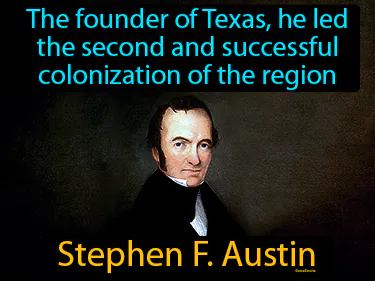 The founder of Texas, he led
the second and successful
colonization of the region
Stephen F. Austin